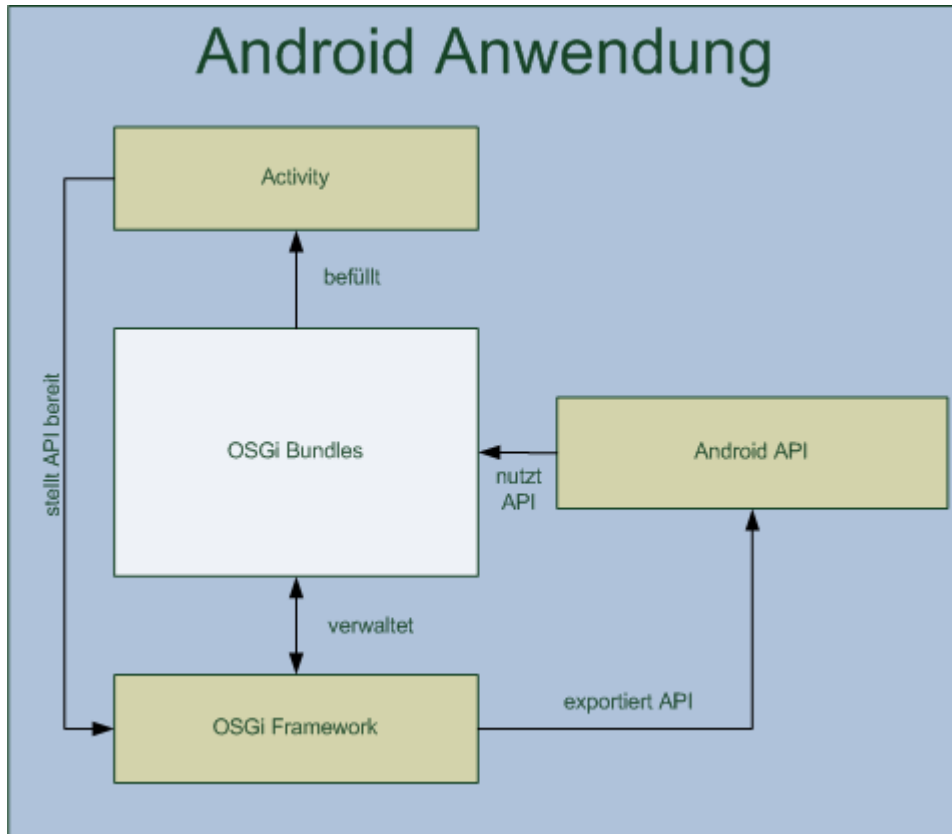 Android Anwendung
Activity
befüllt
stellt API bereit
OSGi Bundles
Android API
nutzt
API
verwaltet
exportiert API
OSGi Framework